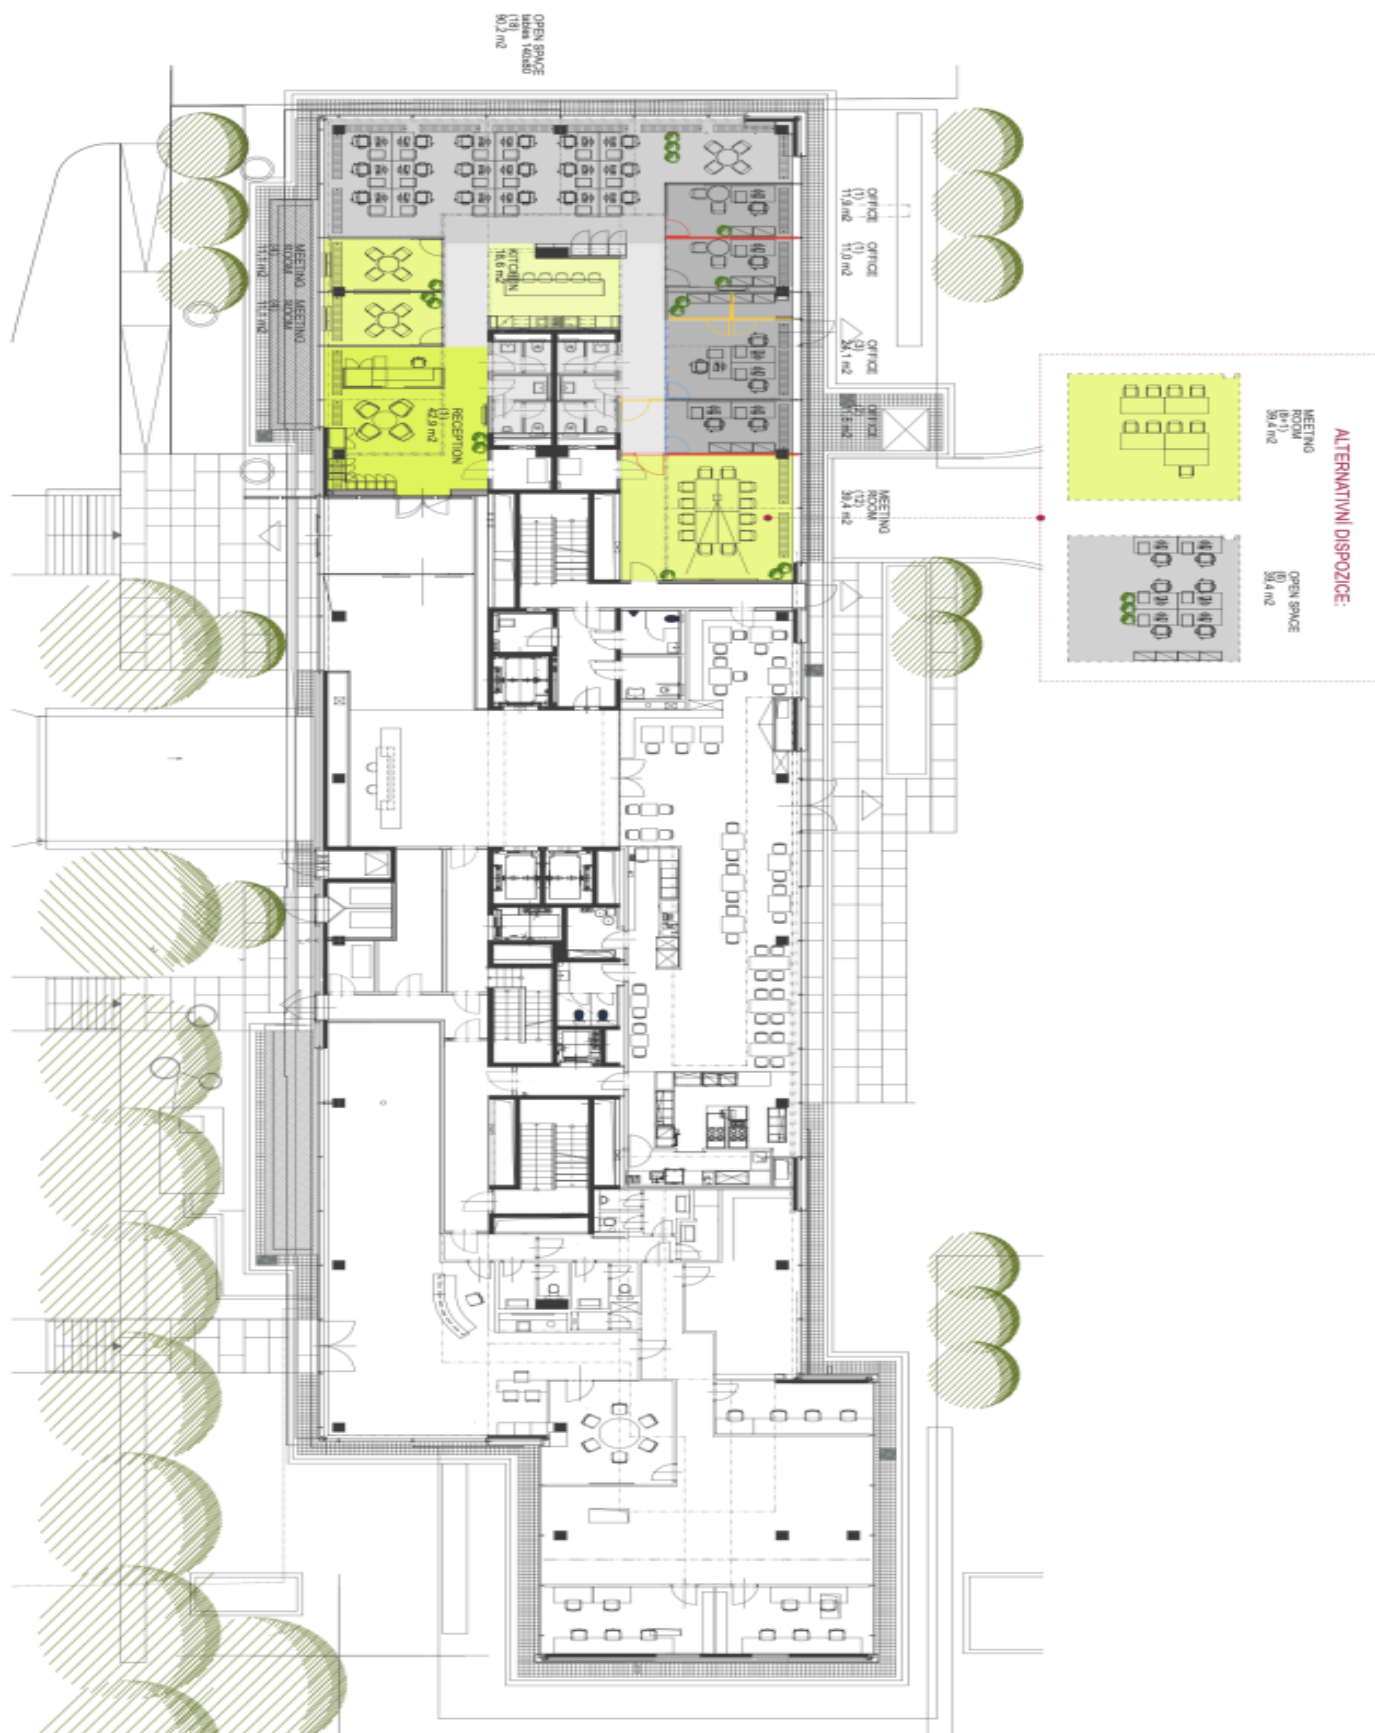 OPEN SPACE
tables 140x80
(18)
90,2 m2
OFFICE
(1)
11,9 m2
OFFICE
(1)
11,0 m2
OFFICE
(3)
24,1 m2
OFFICE
(2)
11,8 m2
MEETING
ROOM
(12)
39,4 m2
MEETING
ROOM
(4)
11,1 m2
MEETING
ROOM
(4)
11,1 m2
KITCHEN
18,6 m2
RECEPTION
(1)
42,9 m2
ALTERNATIVNÍ DISPOZICE:
MEETING
ROOM
(8+1)
39,4 m2
OPEN SPACE
(6)
39,4 m2